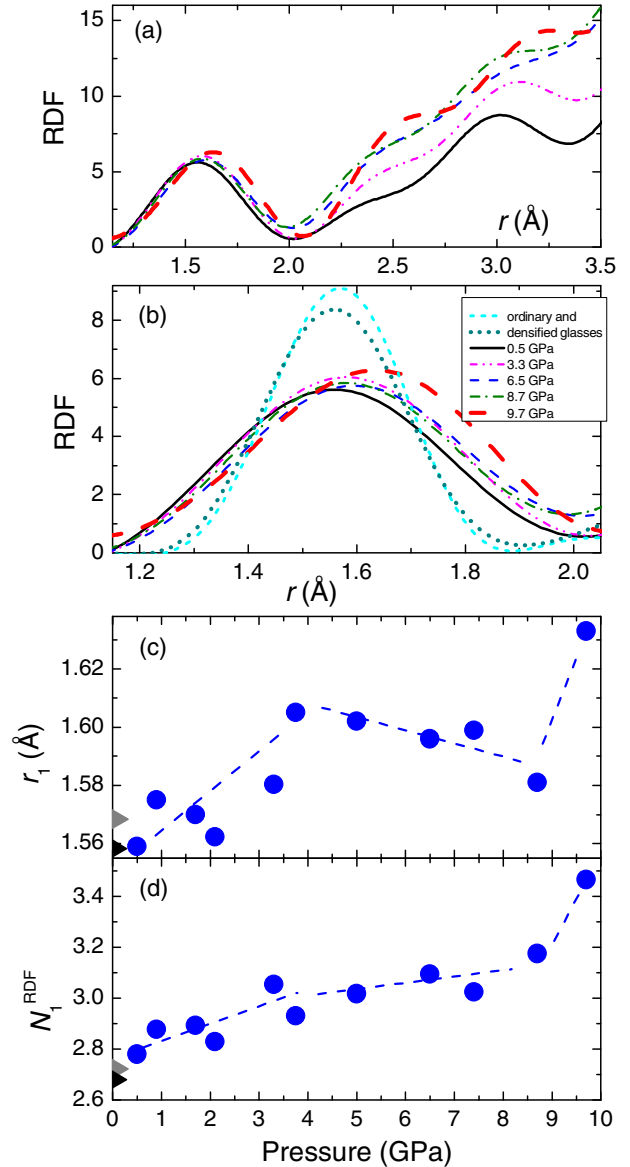 (a)
RDF
15
10
5
0
1.5
2.0
2.5
3.0
3.5
r (Å)
(b)
RDF
8
6
4
2
0
ordinary and
densified glasses
0.5 GPa
3.3 GPa
6.5 GPa
8.7 GPa
9.7 GPa
1.2
1.4
1.6
1.8
2.0
r (Å)
(c)
r₁ (Å)
1.62
1.60
1.58
1.56
(d)
N₁ᴿᴰᶠ
3.4
3.2
3.0
2.8
2.6
0 1 2 3 4 5 6 7 8 9 10
Pressure (GPa)